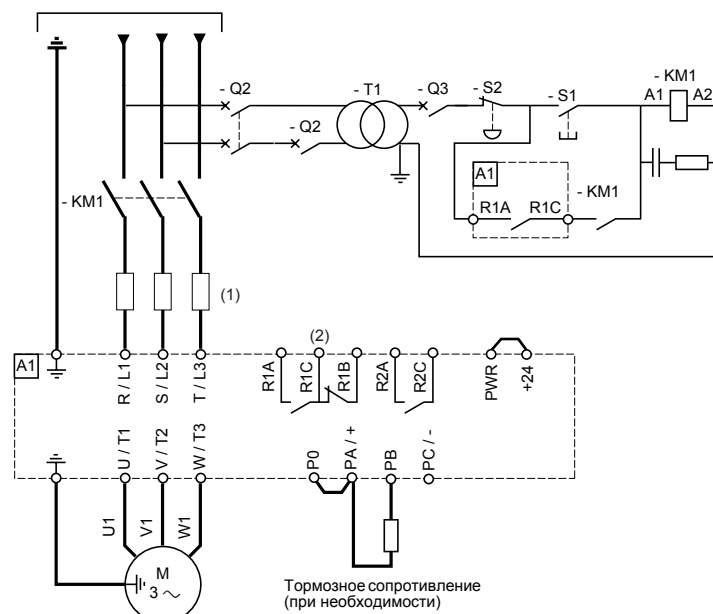 - Q2
- T1
- Q3
- S2
- S1
- KM1
A1
A2
- Q2
A1
- KM1
R1A
R1C
- KM1
(1)
(2)
A1
R / L1
S / L2
T / L3
R1A
R1C
R1B
R2A
R2C
PWR
+24
U / T1
V / T2
W / T3
P0
PA / +
PB
PC / -
U1
V1
W1
M
3 ~
Тормозное сопротивление
(при необходимости)